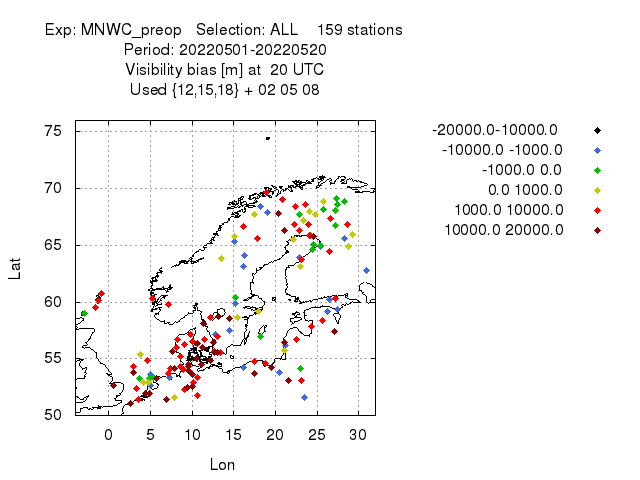 Exp: MNWC_preop   Selection: ALL    159 stations
Period: 20220501-20220520
Visibility bias [m] at  20 UTC
Used {12,15,18} + 02 05 08
-20000.0-10000.0
-10000.0 -1000.0
-1000.0 0.0
0.0 1000.0
1000.0 10000.0
10000.0 20000.0
75
70
65
60
55
50
Lat
0 5 10 15 20 25 30
Lon